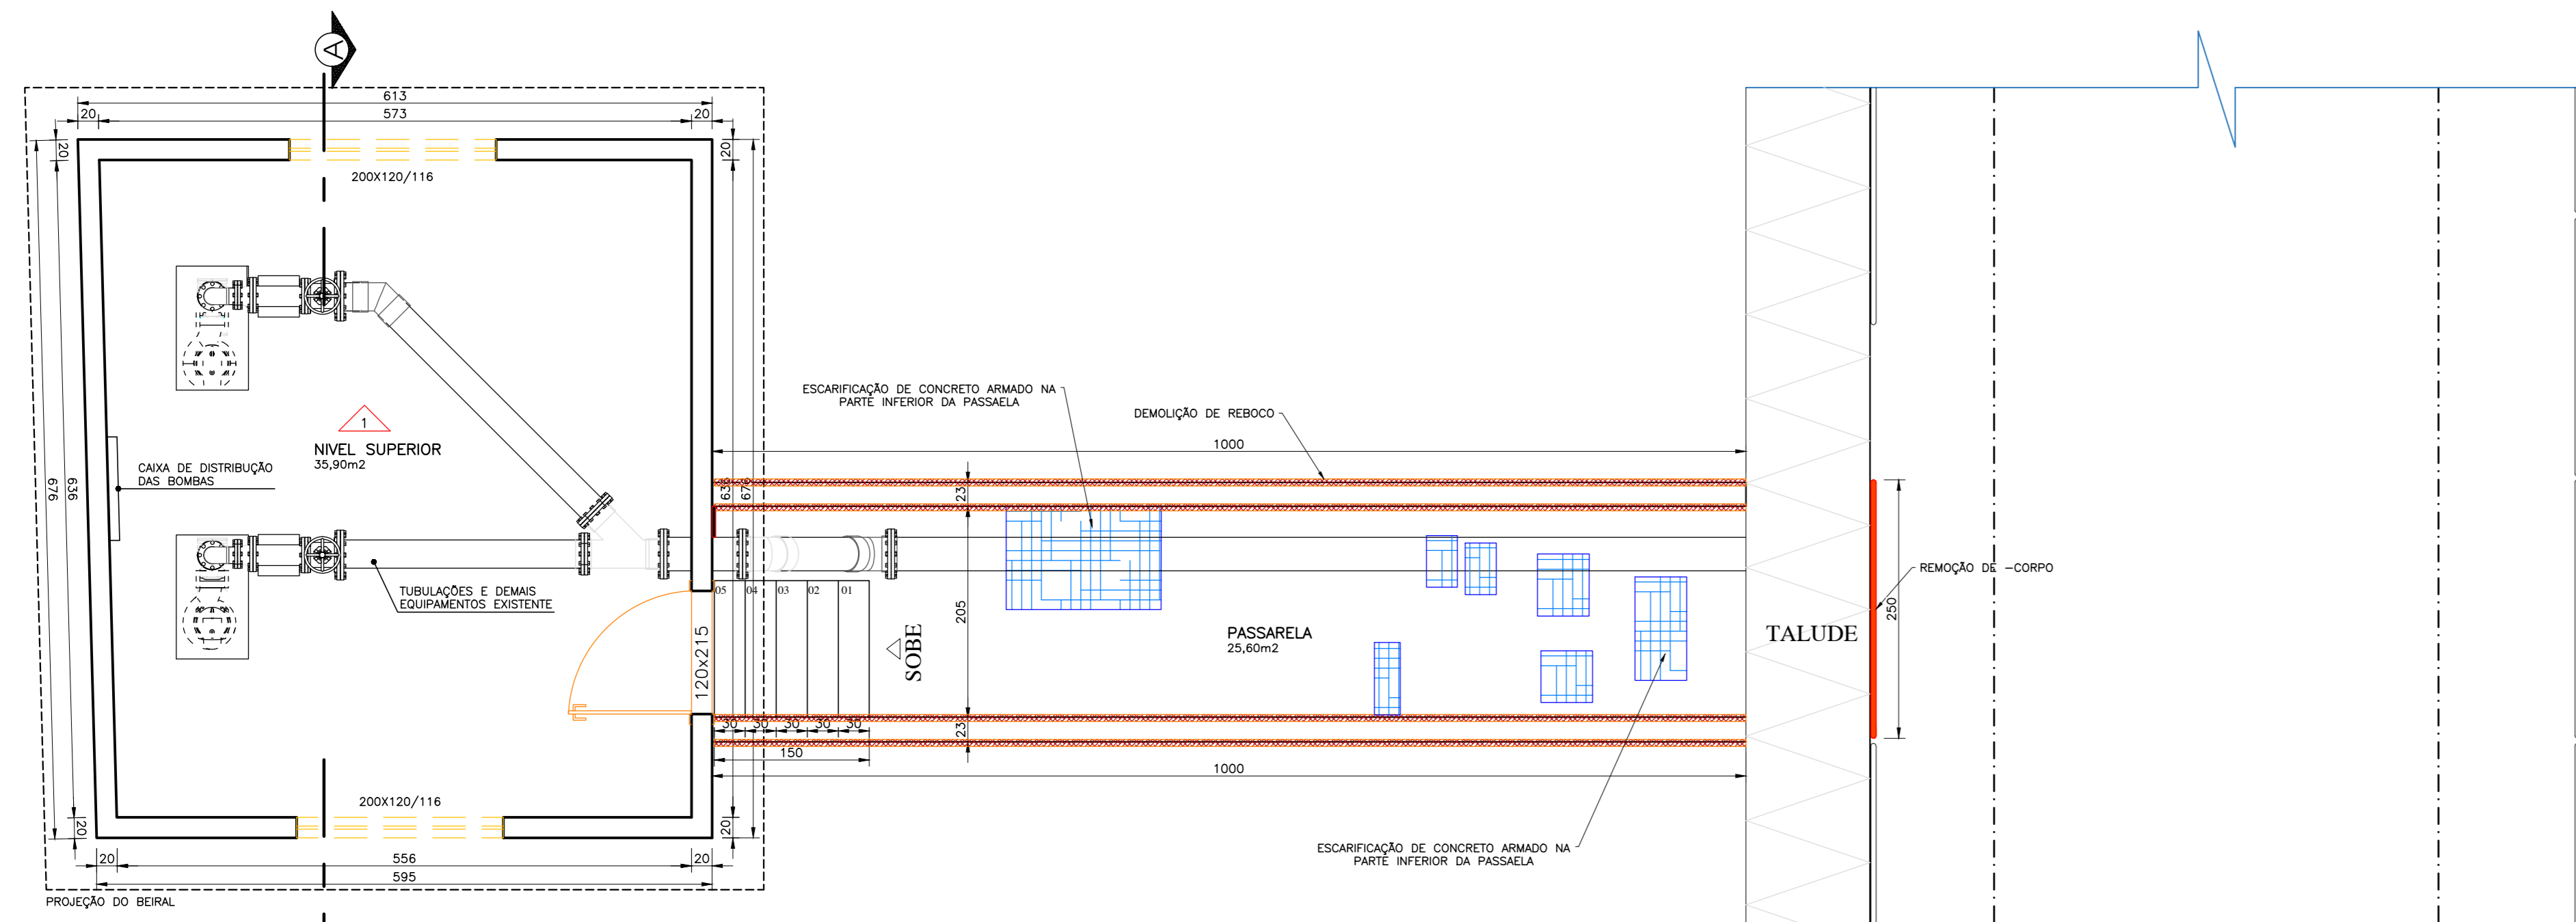 A
613
20
573
20
20
20
200X120/116
676
636
636
676
1
NIVEL SUPERIOR
35,90m2
CAIXA DE DISTRIBUÇÃO
DAS BOMBAS
TUBULAÇÕES E DEMAIS
EQUIPAMENTOS EXISTENTE
ESCARIFICAÇÃO DE CONCRETO ARMADO NA
PARTE INFERIOR DA PASSAELA
DEMOLIÇÃO DE REBOCO
1000
23
205
23
05
04
03
02
01
120x215
SOBE
PASSARELA
25,60m2
TALUDE
250
REMOÇÃO DE -CORPO
30
30
30
30
30
150
1000
200X120/116
20
20
20
556
20
595
PROJEÇÃO DO BEIRAL
ESCARIFICAÇÃO DE CONCRETO ARMADO NA
PARTE INFERIOR DA PASSAELA